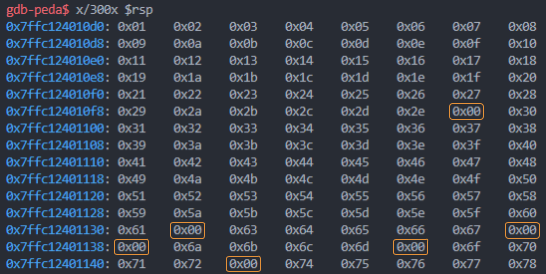 gdb-peda$ x/300x $rsp
0x7ffc124010d0: 0x01 0x02 0x03 0x04 0x05 0x06 0x07 0x08
0x7ffc124010d8: 0x09 0x0a 0x0b 0x0c 0x0d 0x0e 0x0f 0x10
0x7ffc124010e0: 0x11 0x12 0x13 0x14 0x15 0x16 0x17 0x18
0x7ffc124010e8: 0x19 0x1a 0x1b 0x1c 0x1d 0x1e 0x1f 0x20
0x7ffc124010f0: 0x21 0x22 0x23 0x24 0x25 0x26 0x27 0x28
0x7ffc124010f8: 0x29 0x2a 0x2b 0x2c 0x2d 0x2e 0x00 0x30
0x7ffc12401100: 0x31 0x32 0x33 0x34 0x35 0x36 0x37 0x38
0x7ffc12401108: 0x39 0x3a 0x3b 0x3c 0x3d 0x3e 0x3f 0x40
0x7ffc12401110: 0x41 0x42 0x43 0x44 0x45 0x46 0x47 0x48
0x7ffc12401118: 0x49 0x4a 0x4b 0x4c 0x4d 0x4e 0x4f 0x50
0x7ffc12401120: 0x51 0x52 0x53 0x54 0x55 0x56 0x57 0x58
0x7ffc12401128: 0x59 0x5a 0x5b 0x5c 0x5d 0x5e 0x5f 0x60
0x7ffc12401130: 0x61 0x00 0x63 0x64 0x65 0x66 0x67 0x00
0x7ffc12401138: 0x00 0x6a 0x6b 0x6c 0x6d 0x00 0x6f 0x70
0x7ffc12401140: 0x71 0x72 0x00 0x74 0x75 0x76 0x77 0x78